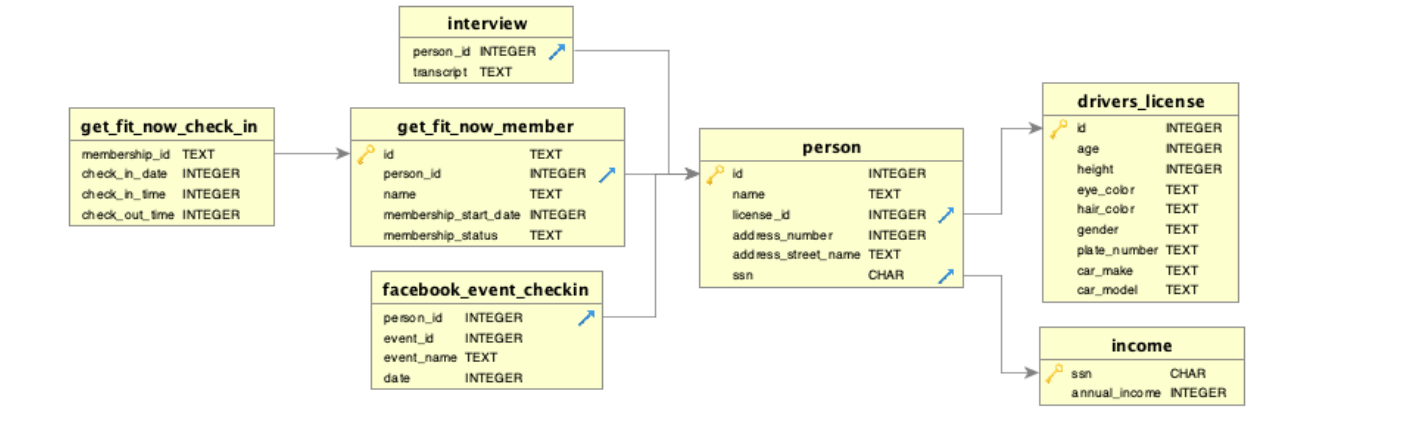 interview
person_id INTEGER
transcript TEXT
get_fit_now_check_in
membership_id TEXT
check_in_date INTEGER
check_in_time INTEGER
check_out_time INTEGER
get_fit_now_member
id TEXT
person_id INTEGER
name TEXT
membership_start_date INTEGER
membership_status TEXT
facebook_event_checkin
person_id INTEGER
event_id INTEGER
event_name TEXT
date INTEGER
person
id INTEGER
name TEXT
license_id INTEGER
address_number INTEGER
address_street_name TEXT
ssn CHAR
drivers_license
id INTEGER
age INTEGER
height INTEGER
eye_color TEXT
hair_color TEXT
gender TEXT
plate_number TEXT
car_make TEXT
car_model TEXT
income
ssn CHAR
annual_income INTEGER